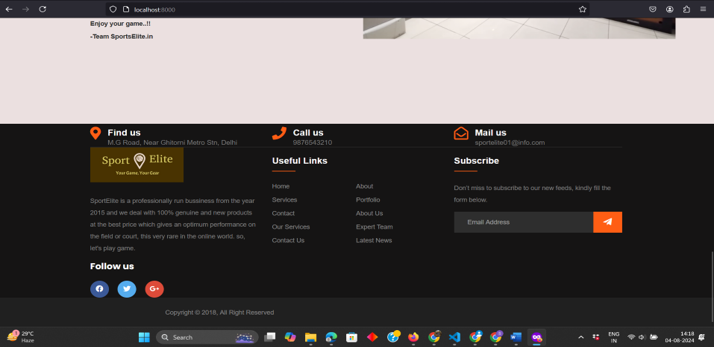 localhost:8000
Enjoy your game..!!
-Team SportsElite.in
Find us
M.G Road, Near Ghitorni Metro Stn, Delhi
Call us
9876543210
Mail us
sportelite01@info.com
Sport Elite
Your Game, Your Gear
SportElite is a professionally run bussiness from the year
2015 and we deal with 100% genuine and new products
at the best price which gives an optimum performance on
the field or court, this very rare in the online world. so,
let's play game.
Follow us
Useful Links
Home About
Services Portfolio
Contact About Us
Our Services Expert Team
Contact Us Latest News
Subscribe
Don't miss to subscribe to our new feeds, kindly fill the
form below.
Email Address
Copyright © 2018, All Right Reserved
29°C
Haze
Search
ENG
IN
14:18
04-08-2024